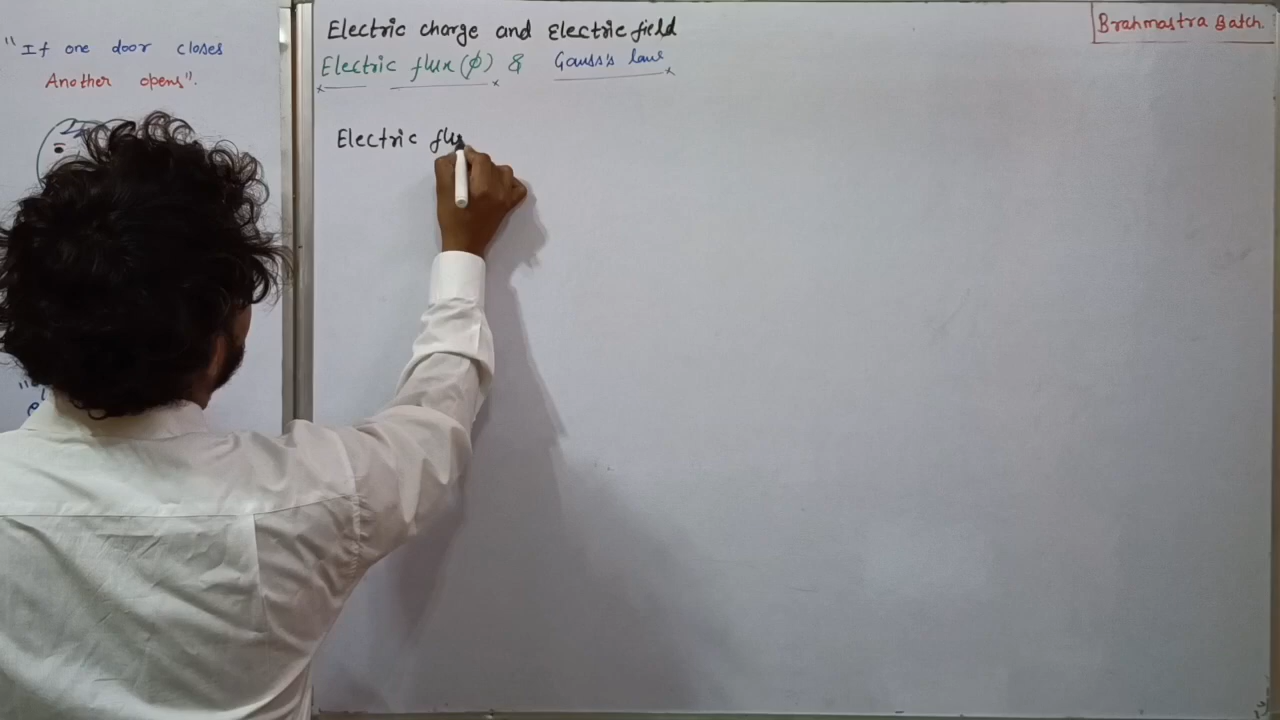 "If one door closes
Another opens".
Electric charge and Electric field
Electric flux (φ) & Gauss's law
Brahmastra Batch.
Electric flu